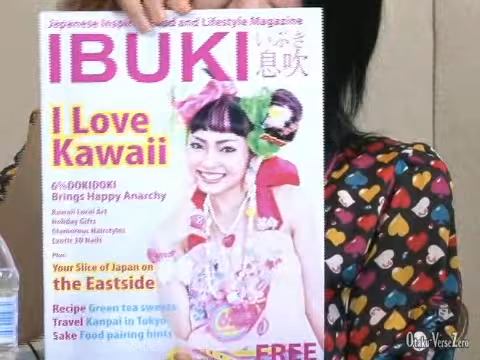 Japanese Inspired Food and Lifestyle Magazine
IBUKI
いぶき
息吹
I Love
Kawaii
6%DOKIDOKI
Brings Happy Anarchy
Kawaii Local Art
Holiday Gifts
Glamorous Hairstyles
Exotic 3D Nails
Plus:
Your Slice of Japan on
the Eastside
Recipe Green tea sweets
Travel Kanpai in Tokyo
Sake Food pairing hints
FREE
Otaku-VerseZero